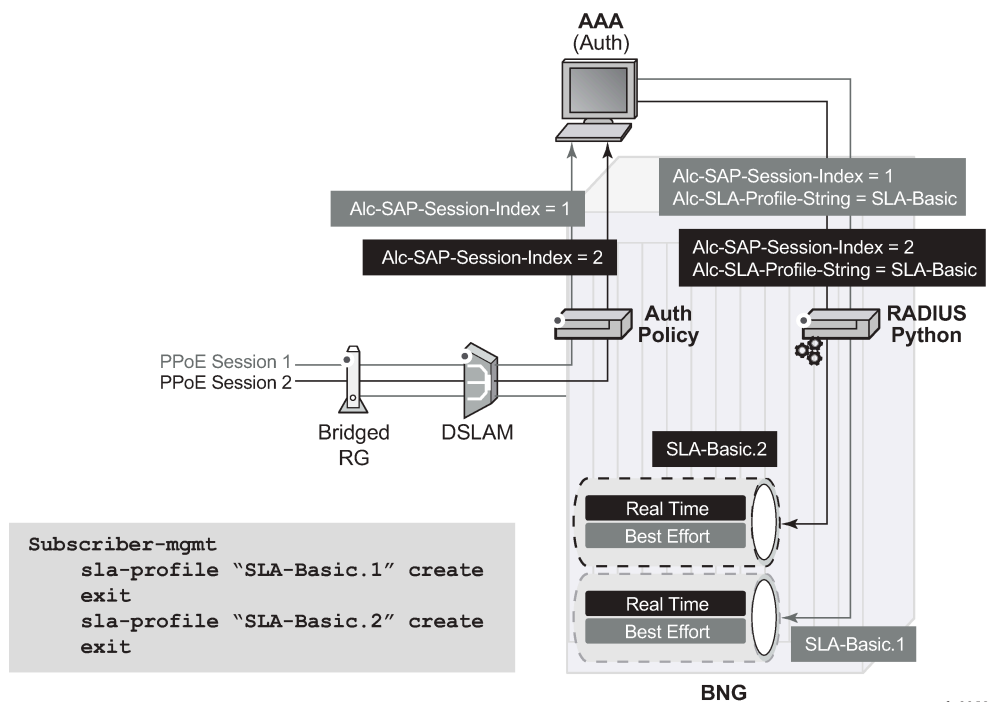 AAA
(Auth)
Alc-SAP-Session-Index = 1
Alc-SLA-Profile-String = SLA-Basic
Alc-SAP-Session-Index = 1
Alc-SAP-Session-Index = 2
Alc-SLA-Profile-String = SLA-Basic
Alc-SAP-Session-Index = 2
Auth
Policy
RADIUS
Python
PPoE Session 1
PPoE Session 2
Bridged
RG
DSLAM
SLA-Basic.2
Real Time
Best Effort
Real Time
Best Effort
SLA-Basic.1
BNG
Subscriber-mgmt
sla-profile “SLA-Basic.1” create
exit
sla-profile “SLA-Basic.2” create
exit